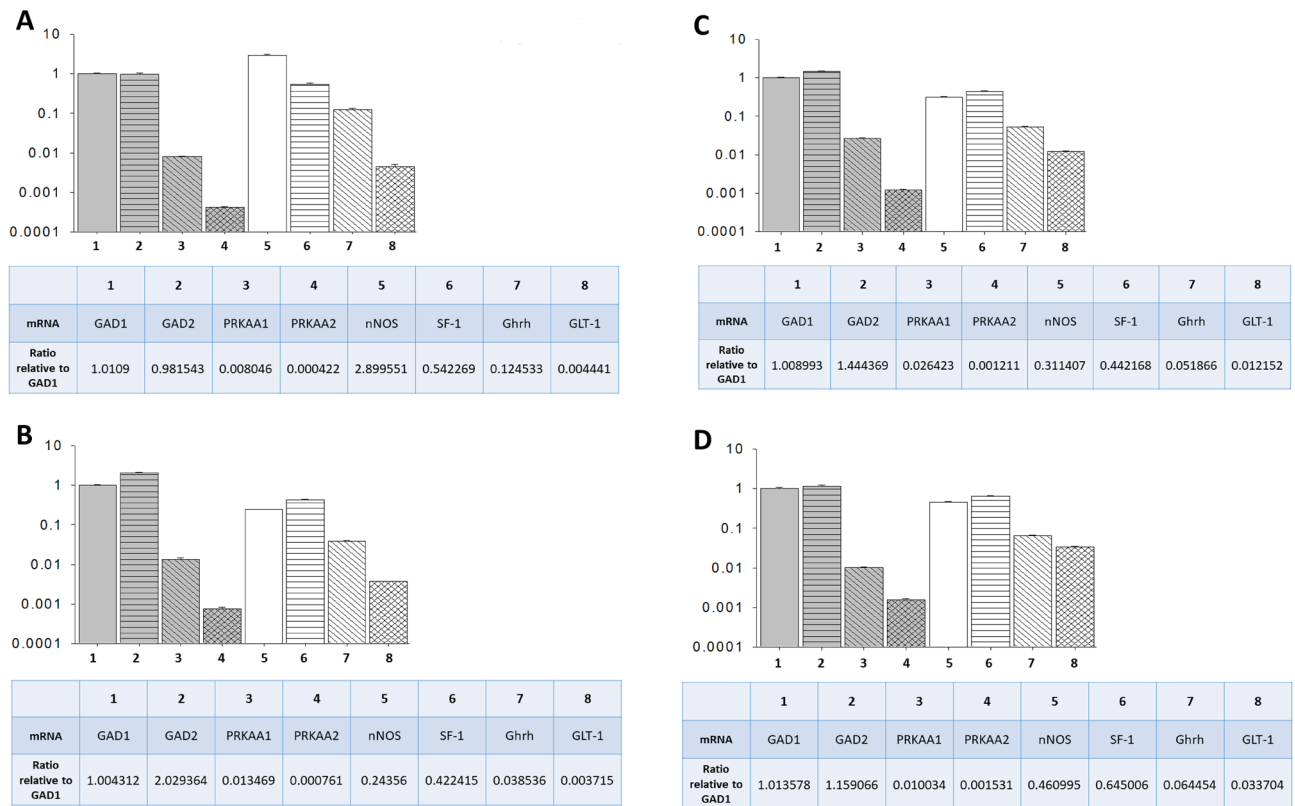 A
10
1
0.1
0.01
0.001
0.0001
1 2 3 4 5 6 7 8
1 2 3 4 5 6 7 8
mRNA GAD1 GAD2 PRKAA1 PRKAA2 nNOS SF-1 Ghrh GLT-1
Ratio
relative to
GAD1
1.0109 0.981543 0.008046 0.000422 2.899551 0.542269 0.124533 0.004441
B
10
1
0.1
0.01
0.001
0.0001
1 2 3 4 5 6 7 8
1 2 3 4 5 6 7 8
mRNA GAD1 GAD2 PRKAA1 PRKAA2 nNOS SF-1 Ghrh GLT-1
Ratio
relative to
GAD1
1.004312 2.029364 0.013469 0.000761 0.24356 0.422415 0.038536 0.003715
C
10
1
0.1
0.01
0.001
0.0001
1 2 3 4 5 6 7 8
1 2 3 4 5 6 7 8
mRNA GAD1 GAD2 PRKAA1 PRKAA2 nNOS SF-1 Ghrh GLT-1
Ratio
relative to
GAD1
1.008993 1.444369 0.026423 0.001211 0.311407 0.442168 0.051866 0.012152
D
10
1
0.1
0.01
0.001
0.0001
1 2 3 4 5 6 7 8
1 2 3 4 5 6 7 8
mRNA GAD1 GAD2 PRKAA1 PRKAA2 nNOS SF-1 Ghrh GLT-1
Ratio
relative to
GAD1
1.013578 1.159066 0.010034 0.001531 0.460995 0.645006 0.064454 0.033704